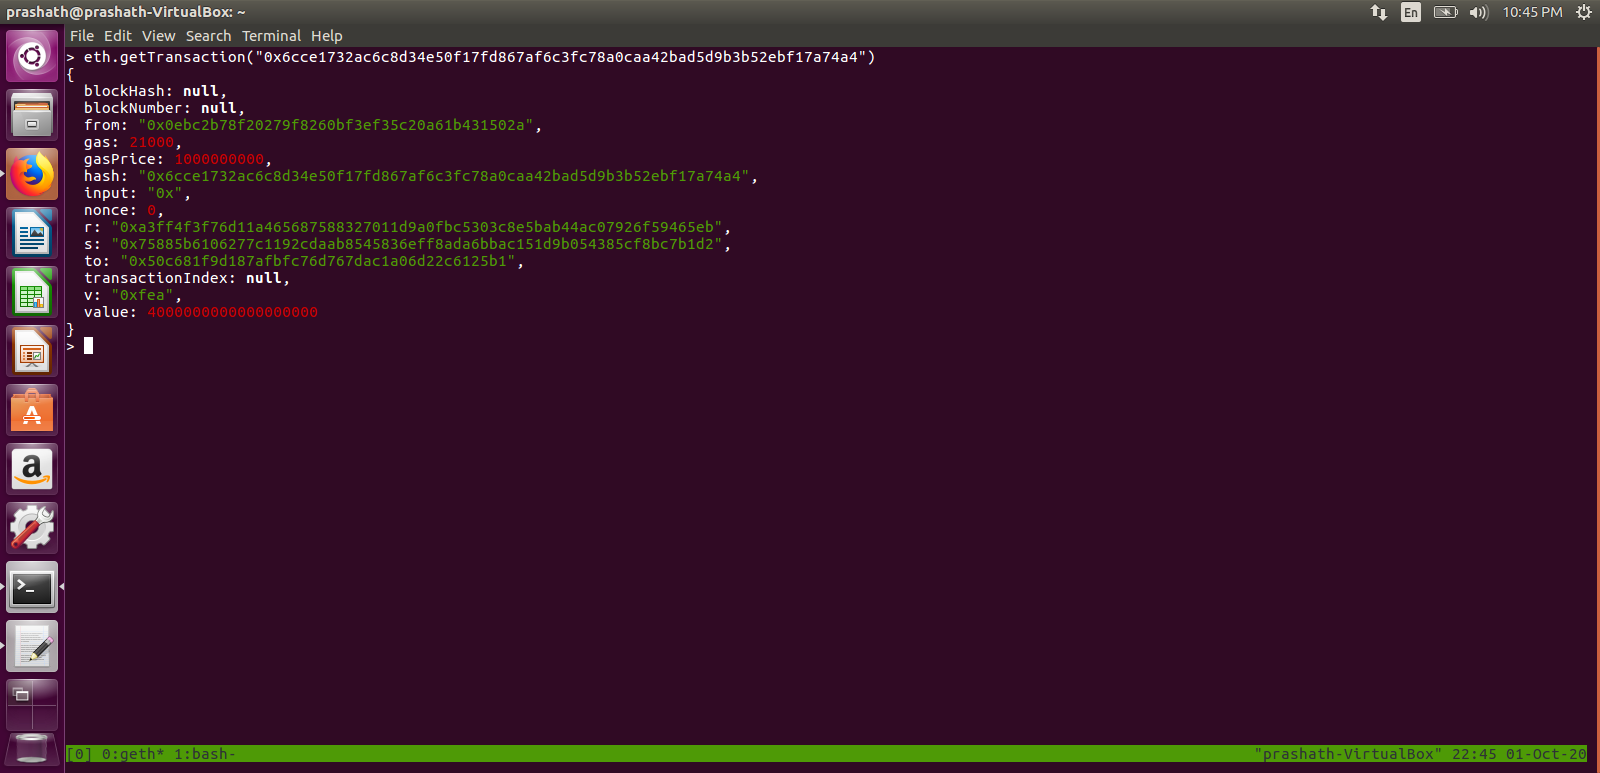 prashath@prashath-VirtualBox: ~
En
10:45 PM
File Edit View Search Terminal Help
> eth.getTransaction("0x6cce1732ac6c8d34e50f17fd867af6c3fc78a0caa42bad5d9b3b52ebf17a74a4")
{
  blockHash: null,
  blockNumber: null,
  from: "0x0ebc2b78f20279f8260bf3ef35c20a61b431502a",
  gas: 21000,
  gasPrice: 1000000000,
  hash: "0x6cce1732ac6c8d34e50f17fd867af6c3fc78a0caa42bad5d9b3b52ebf17a74a4",
  input: "0x",
  nonce: 0,
  r: "0xa3ff4f3f76d11a465687588327011d9a0fbc5303c8e5bab44ac07926f59465eb",
  s: "0x75885b6106277c1192cdaab8545836eff8ada6bbac151d9b054385cf8bc7b1d2",
  to: "0x50c681f9d187afbfc76d767dac1a06d22c6125b1",
  transactionIndex: null,
  v: "0xfea",
  value: 4000000000000000000
}
>
[0] 0:geth* 1:bash- "prashath-VirtualBox" 22:45 01-Oct-20